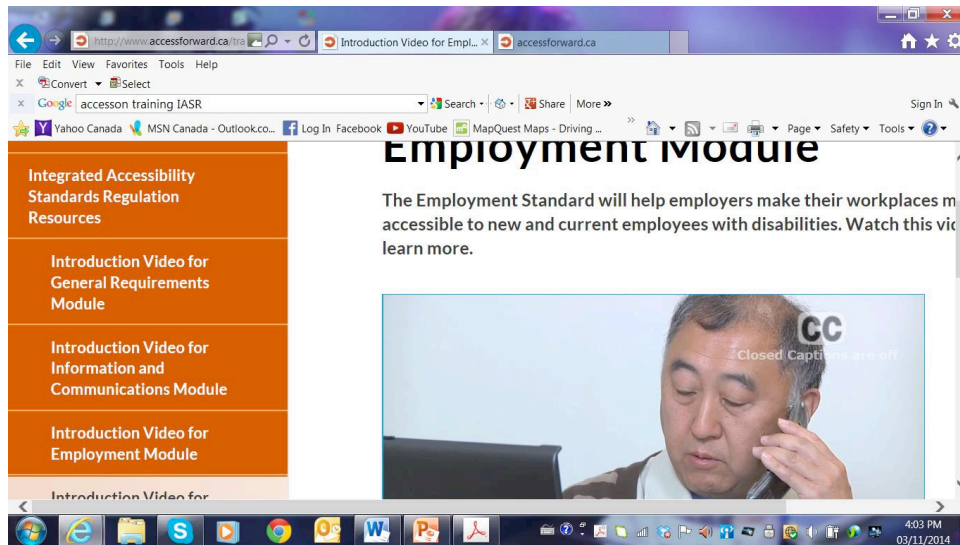 http://www.accessforward.ca/tra
Introduction Video for Empl...
accessforward.ca
File Edit View Favorites Tools Help
x Convert Select
x Google accesson training IASR Search Share More » Sign In
Yahoo Canada MSN Canada - Outlook.co... Log In Facebook YouTube MapQuest Maps - Driving ... » Page Safety Tools
Employment Module
Integrated Accessibility
Standards Regulation
Resources
Introduction Video for
General Requirements
Module
Introduction Video for
Information and
Communications Module
Introduction Video for
Employment Module
Introduction Video for
The Employment Standard will help employers make their workplaces m
accessible to new and current employees with disabilities. Watch this vid
learn more.
CC
Closed Captions are off
4:03 PM
03/11/2014